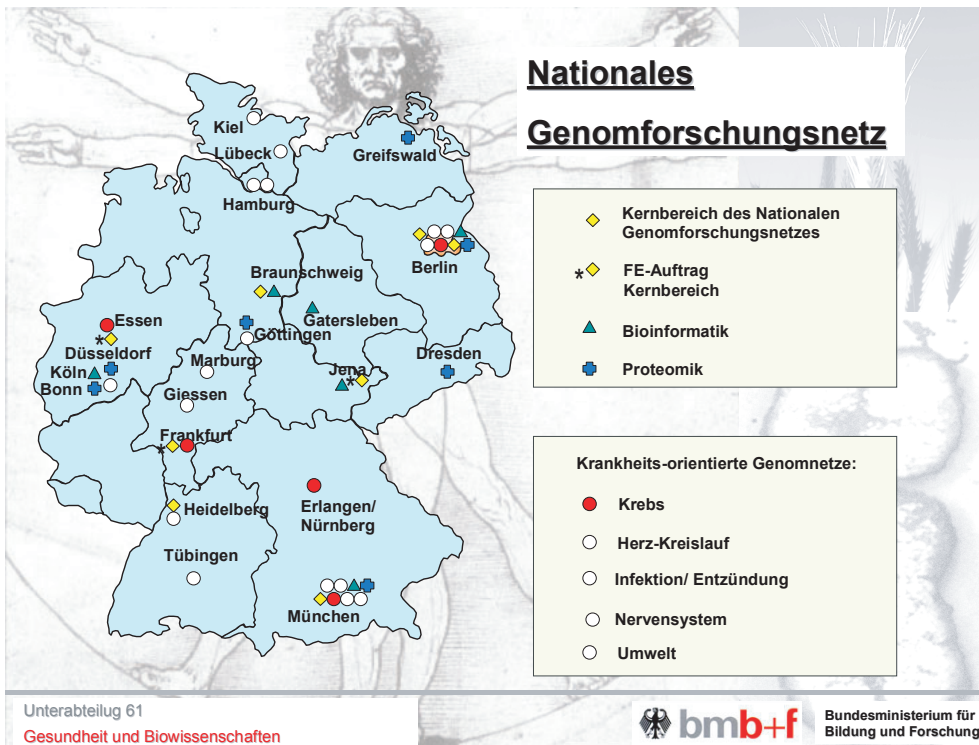 Nationales
Genomforschungsnetz
Kiel
Lübeck
Greifswald
Hamburg
Berlin
Braunschweig
Gatersleben
Essen
*
Göttingen
Düsseldorf
Marburg
Dresden
Köln
Jena
*
Bonn
Giessen
Frankfurt
*
Heidelberg
Erlangen/
Nürnberg
Tübingen
München
Kernbereich des Nationalen
Genomforschungsnetzes
* FE-Auftrag
Kernbereich
Bioinformatik
Proteomik
Krankheits-orientierte Genomnetze:
Krebs
Herz-Kreislauf
Infektion/ Entzündung
Nervensystem
Umwelt
Unterabteilug 61
Gesundheit und Biowissenschaften
bmb+f
Bundesministerium für
Bildung und Forschung